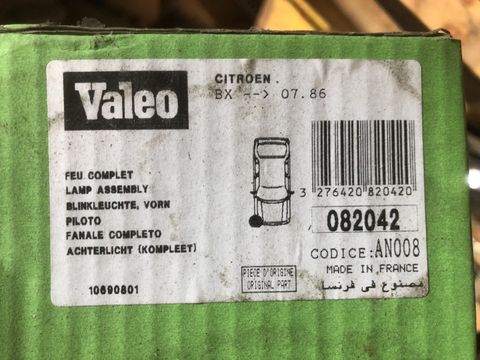 Valeo
CITROEN .
BX --> 07.86
FEU COMPLET
LAMP ASSEMBLY
BLINKLEUCHTE, VORN
PILOTO
FANALE COMPLETO
ACHTERLICHT (KOMPLEET)
10690801
3 276420 820420
082042
CODICE: AN008
PIECE D'ORIGINE
ORIGINAL PART
MADE IN FRANCE
مصنوع في فرنسا